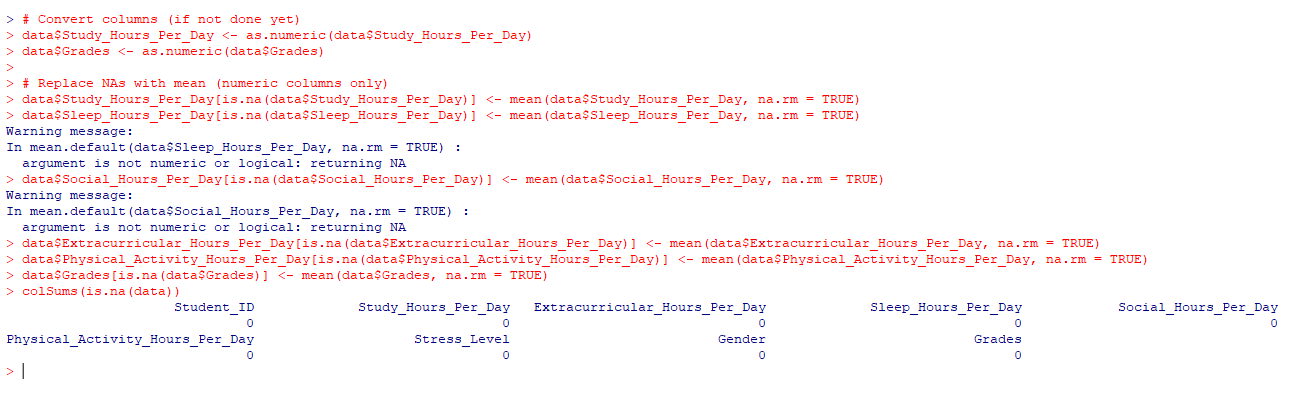 > # Convert columns (if not done yet)
> data$Study_Hours_Per_Day <- as.numeric(data$Study_Hours_Per_Day)
> data$Grades <- as.numeric(data$Grades)
>
> # Replace NAs with mean (numeric columns only)
> data$Study_Hours_Per_Day[is.na(data$Study_Hours_Per_Day)] <- mean(data$Study_Hours_Per_Day, na.rm = TRUE)
> data$Sleep_Hours_Per_Day[is.na(data$Sleep_Hours_Per_Day)] <- mean(data$Sleep_Hours_Per_Day, na.rm = TRUE)
Warning message:
In mean.default(data$Sleep_Hours_Per_Day, na.rm = TRUE) :
  argument is not numeric or logical: returning NA
> data$Social_Hours_Per_Day[is.na(data$Social_Hours_Per_Day)] <- mean(data$Social_Hours_Per_Day, na.rm = TRUE)
Warning message:
In mean.default(data$Social_Hours_Per_Day, na.rm = TRUE) :
  argument is not numeric or logical: returning NA
> data$Extracurricular_Hours_Per_Day[is.na(data$Extracurricular_Hours_Per_Day)] <- mean(data$Extracurricular_Hours_Per_Day, na.rm = TRUE)
> data$Physical_Activity_Hours_Per_Day[is.na(data$Physical_Activity_Hours_Per_Day)] <- mean(data$Physical_Activity_Hours_Per_Day, na.rm = TRUE)
> data$Grades[is.na(data$Grades)] <- mean(data$Grades, na.rm = TRUE)
> colSums(is.na(data))
Student_ID Study_Hours_Per_Day Extracurricular_Hours_Per_Day Sleep_Hours_Per_Day Social_Hours_Per_Day
0 0 0 0 0
Physical_Activity_Hours_Per_Day Stress_Level Gender Grades
0 0 0 0
>